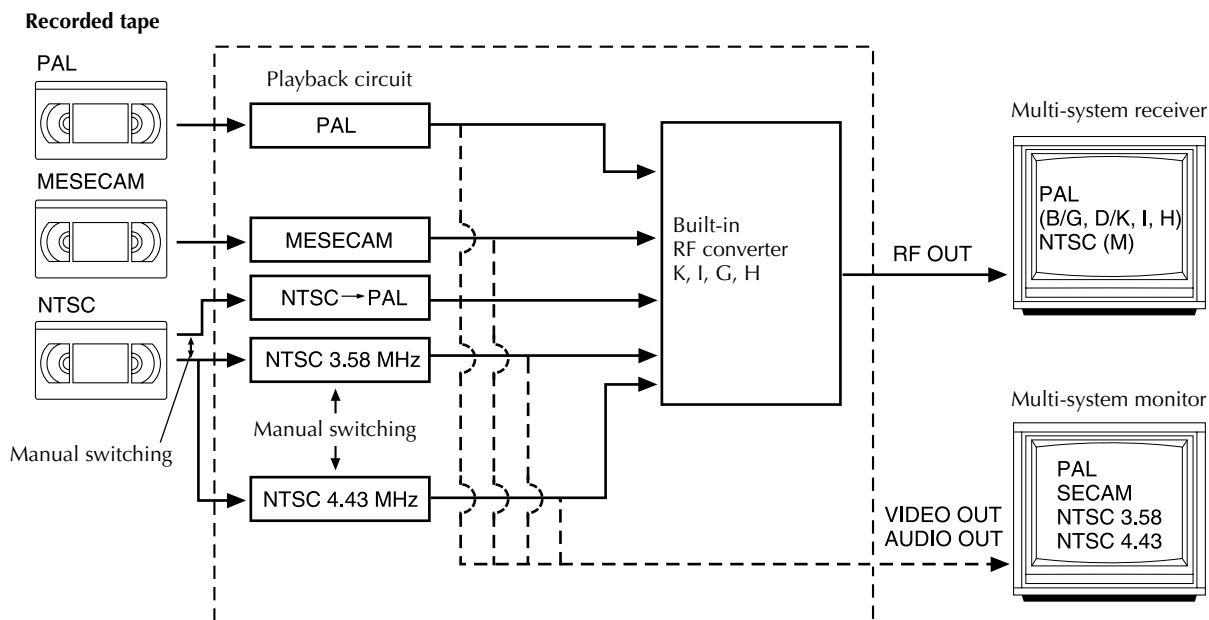 Recorded tape
PAL
MESECAM
NTSC
Manual switching
Playback circuit
PAL
MESECAM
NTSC→PAL
NTSC 3.58 MHz
Manual switching
NTSC 4.43 MHz
Built-in
RF converter
K, I, G, H
RF OUT
VIDEO OUT
AUDIO OUT
Multi-system receiver
PAL
(B/G, D/K, I, H)
NTSC (M)
Multi-system monitor
PAL
SECAM
NTSC 3.58
NTSC 4.43